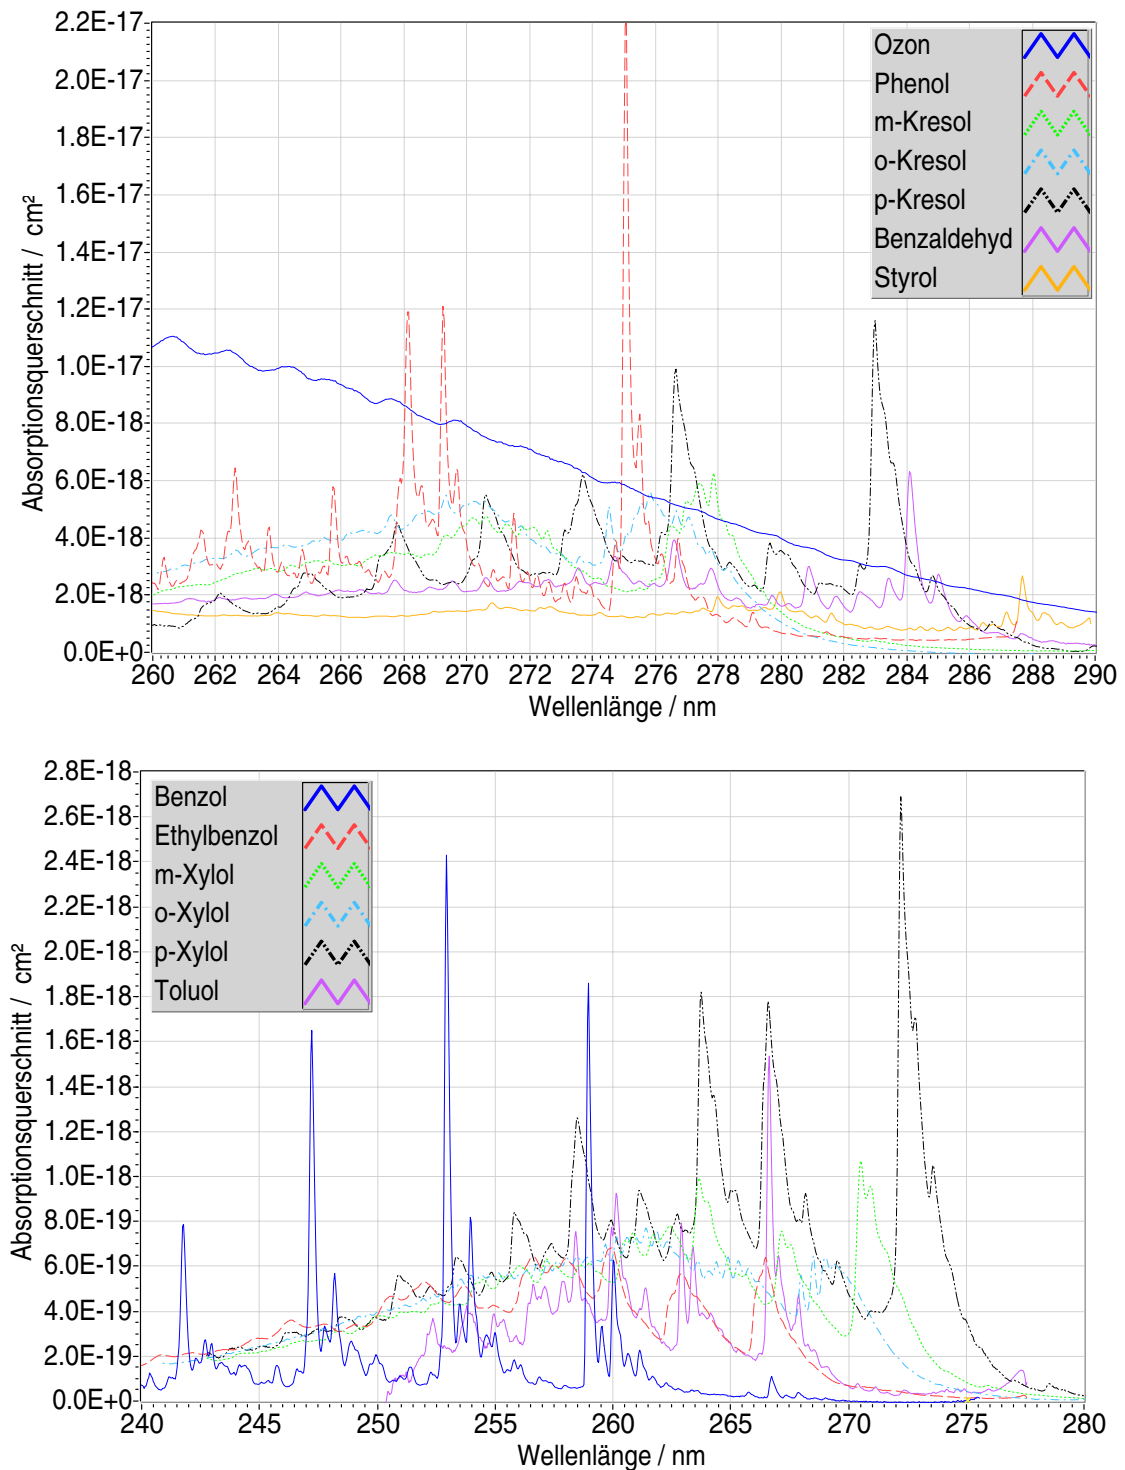 2.2E-17
2.0E-17
1.8E-17
1.6E-17
1.4E-17
1.2E-17
1.0E-17
8.0E-18
6.0E-18
4.0E-18
2.0E-18
0.0E+0
Absorptionsquerschnitt / cm²
Ozon
Phenol
m-Kresol
o-Kresol
p-Kresol
Benzaldehyd
Styrol
260 262 264 266 268 270 272 274 276 278 280 282 284 286 288 290
Wellenlänge / nm
2.8E-18
2.6E-18
2.4E-18
2.2E-18
2.0E-18
1.8E-18
1.6E-18
1.4E-18
1.2E-18
1.0E-18
8.0E-19
6.0E-19
4.0E-19
2.0E-19
0.0E+0
Absorptionsquerschnitt / cm²
Benzol
Ethylbenzol
m-Xylol
o-Xylol
p-Xylol
Toluol
240 245 250 255 260 265 270 275 280
Wellenlänge / nm